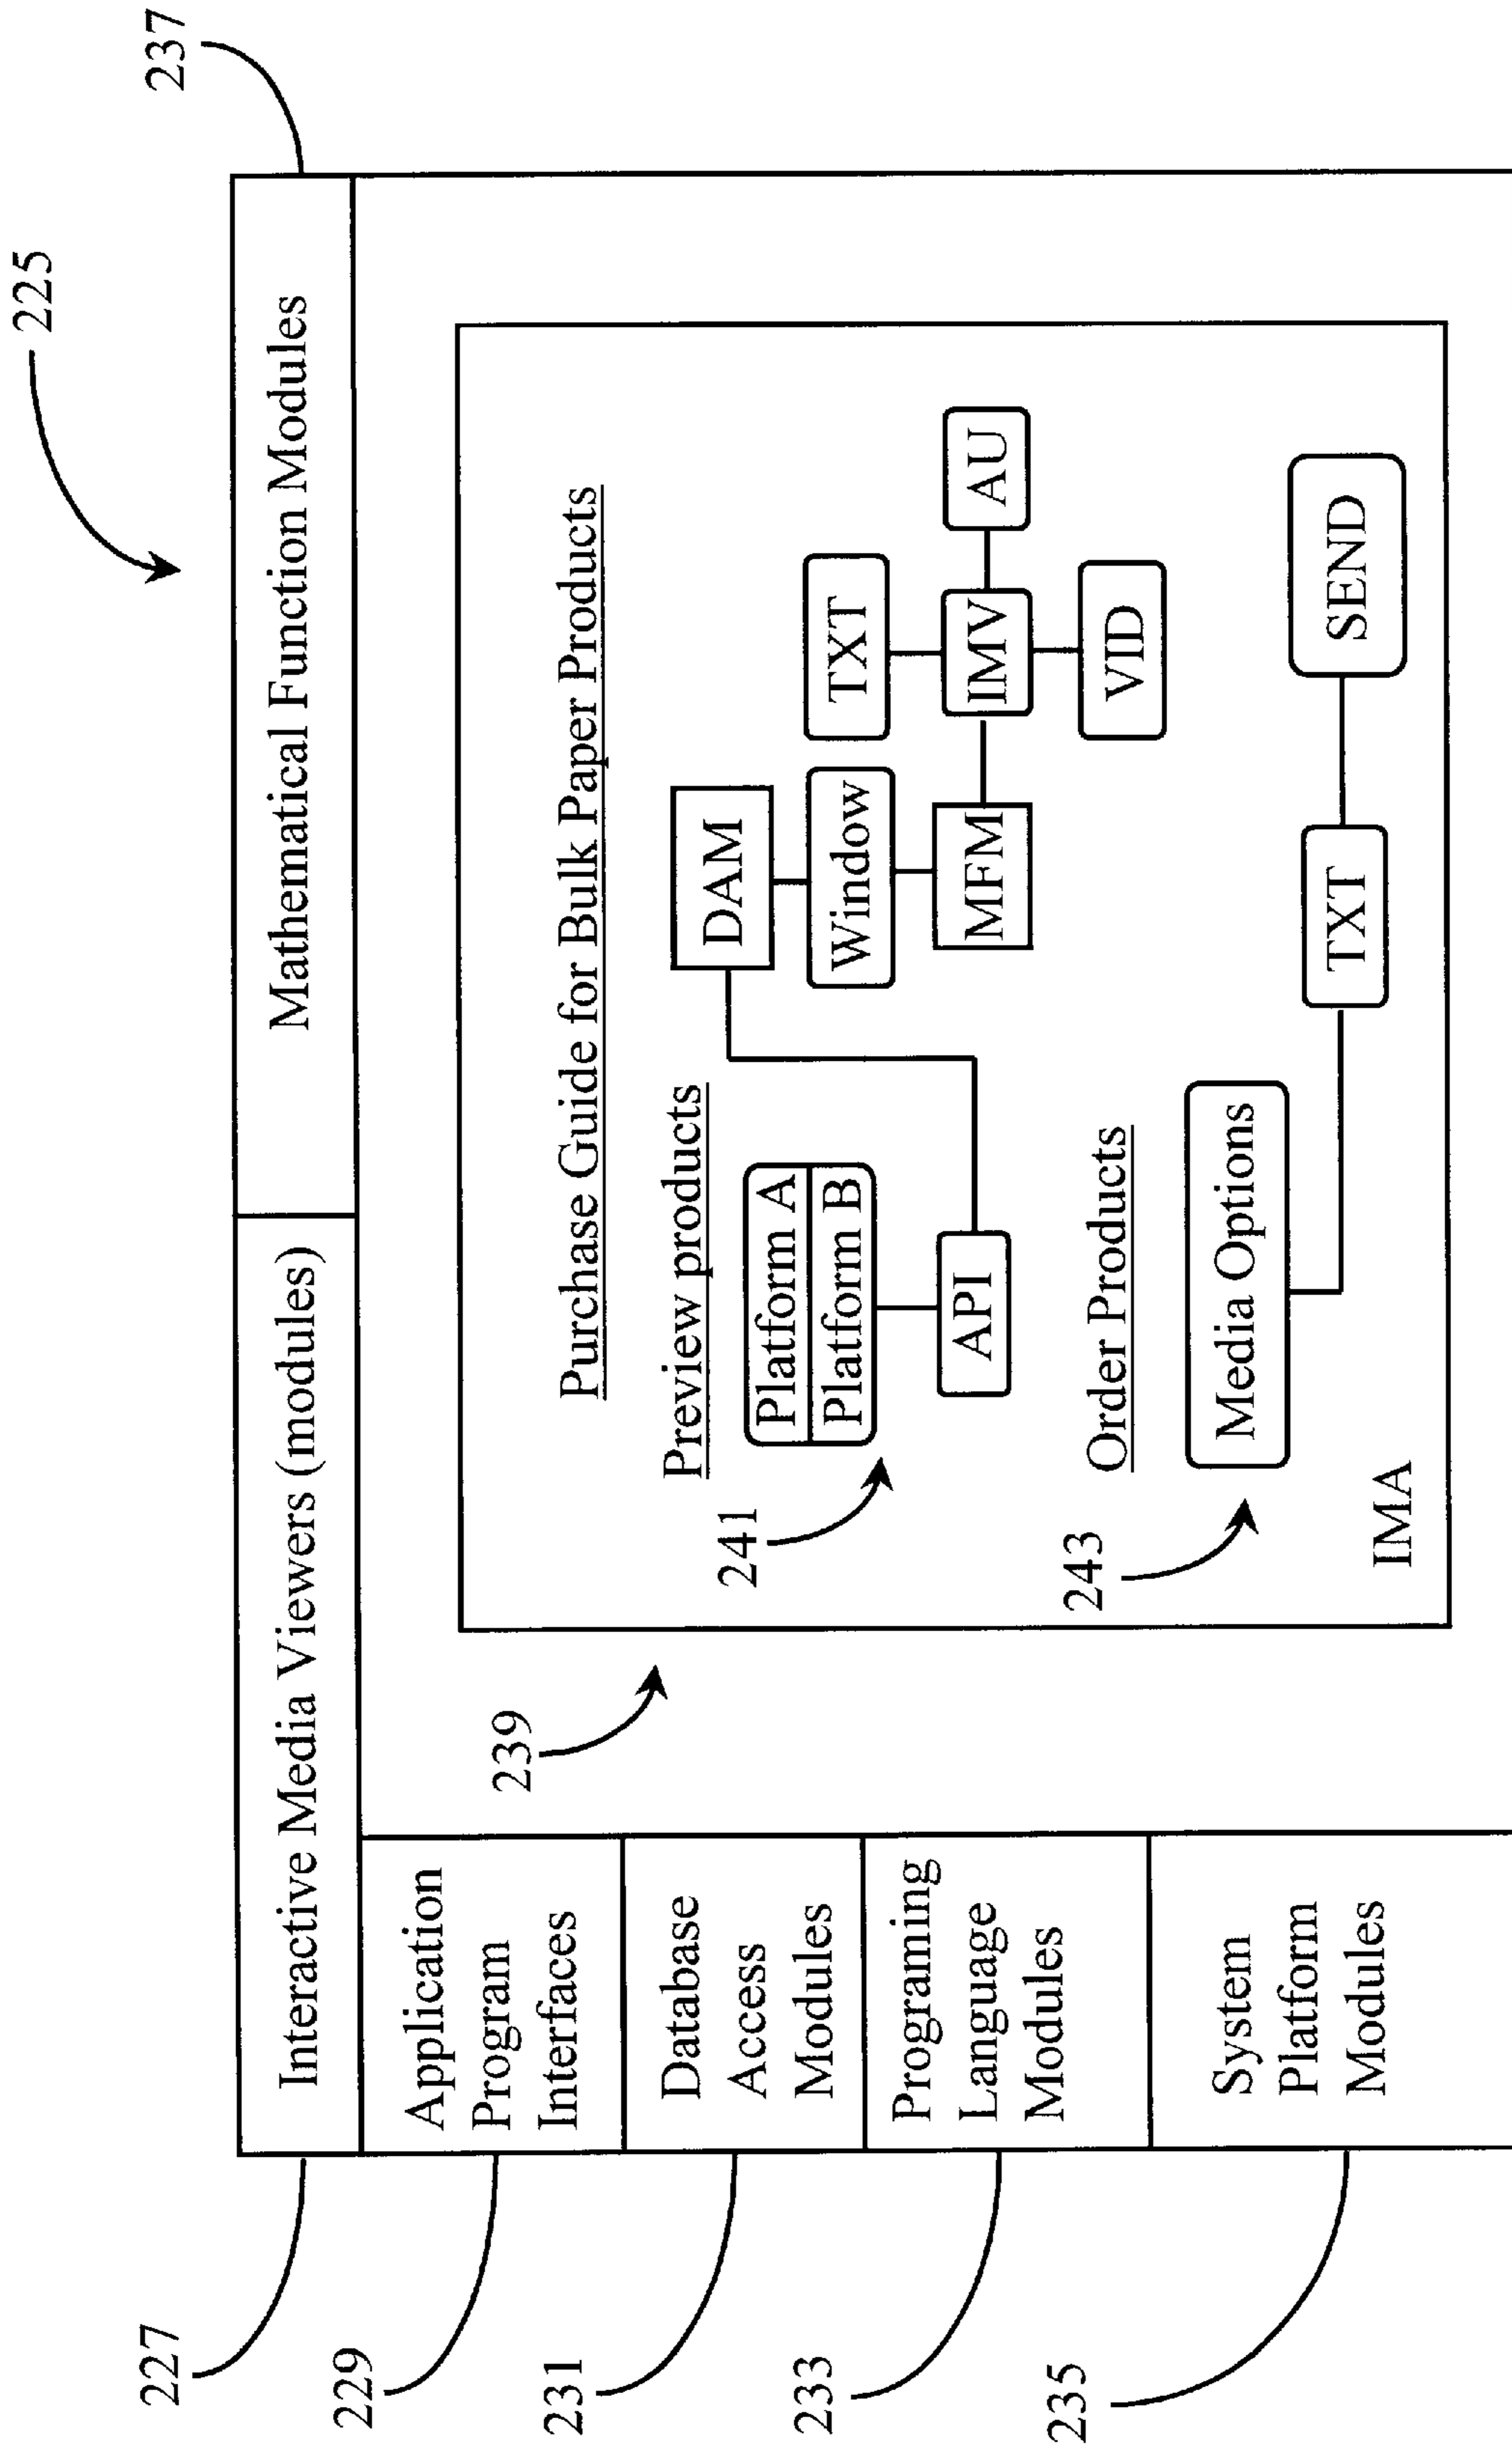 225
237
Interactive Media Viewers (modules)
Mathematical Function Modules
227
229
Application
Program
Interfaces
231
Database
Access
Modules
233
Programing
Language
Modules
235
System
Platform
Modules
239
Purchase Guide for Bulk Paper Products
Preview products
241
Platform A
Platform B
API
DAM
Window
MFM
TXT
IMV
AU
VID
Order Products
243
Media Options
TXT
SEND
IMA